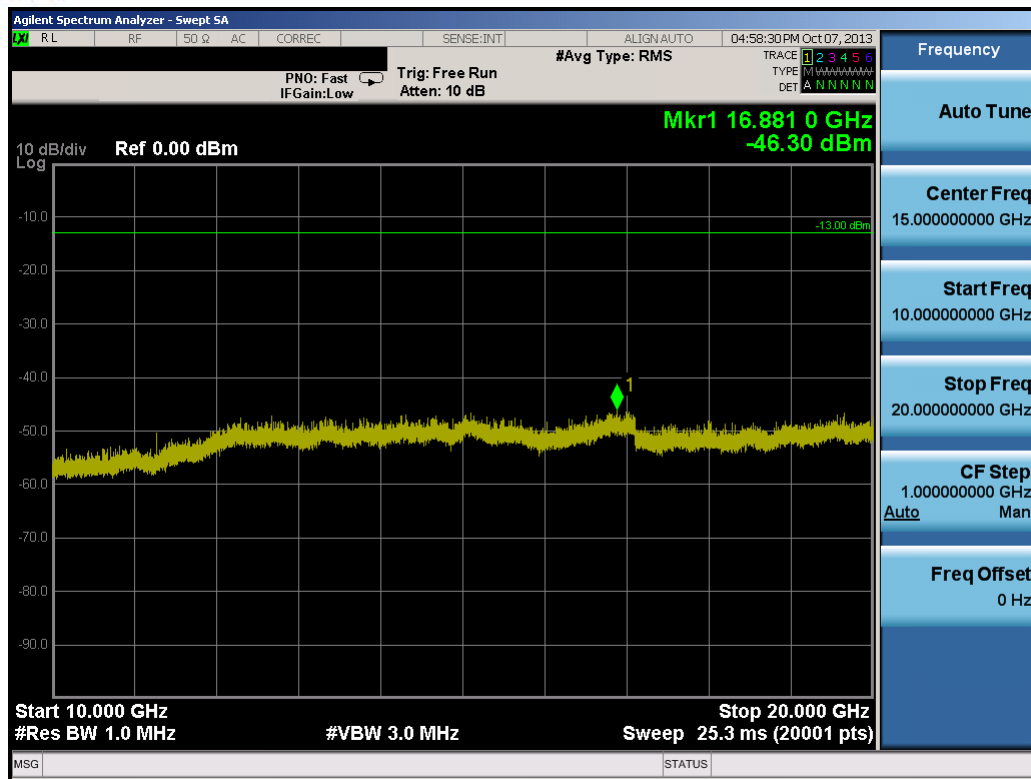 Agilent Spectrum Analyzer - Swept SA
LXI RL RF 50 Ω AC CORREC SENSE:INT ALIGN AUTO 04:58:30 PM Oct 07, 2013
#Avg Type: RMS
TRACE 1 2 3 4 5 6
TYPE M WWWWW
DET A N N N N N
PNO: Fast Trig: Free Run
IFGain:Low Atten: 10 dB
Mkr1 16.881 0 GHz
-46.30 dBm
10 dB/div Ref 0.00 dBm
Log
-10.0
-13.00 dBm
-20.0
-30.0
-40.0
1
-50.0
-60.0
-70.0
-80.0
-90.0
Start 10.000 GHz Stop 20.000 GHz
#Res BW 1.0 MHz #VBW 3.0 MHz Sweep 25.3 ms (20001 pts)
MSG STATUS
Frequency
Auto Tune
Center Freq
15.000000000 GHz
Start Freq
10.000000000 GHz
Stop Freq
20.000000000 GHz
CF Step
1.000000000 GHz
Auto Man
Freq Offset
0 Hz